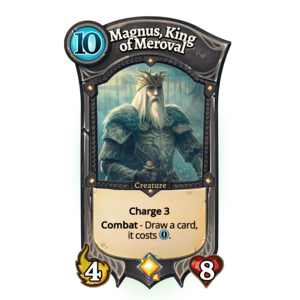 10
Magnus, King
of Meroval
Creature
Charge 3
Combat - Draw a card,
it costs 0.
4
8